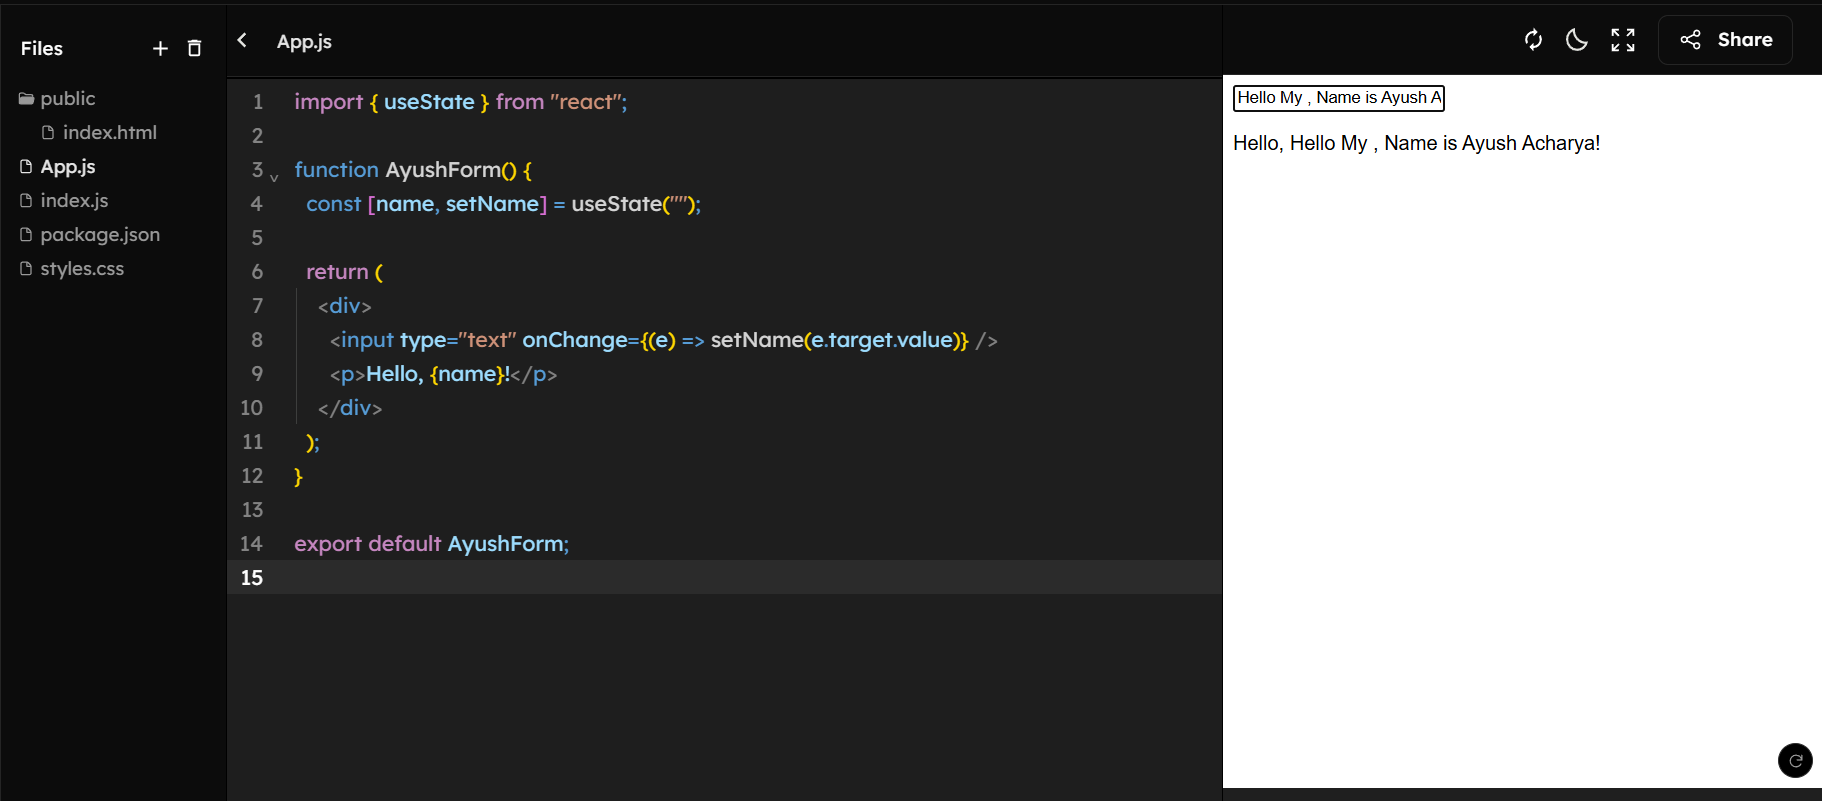 Files
public
index.html
App.js
index.js
package.json
styles.css
App.js
1 import { useState } from "react";
2
3 function AyushForm() {
4 const [name, setName] = useState("");
5
6 return (
7 <div>
8 <input type="text" onChange={(e) => setName(e.target.value)} />
9 <p>Hello, {name}!</p>
10 </div>
11 );
12 }
13
14 export default AyushForm;
15
Share
Hello My , Name is Ayush A
Hello, Hello My , Name is Ayush Acharya!